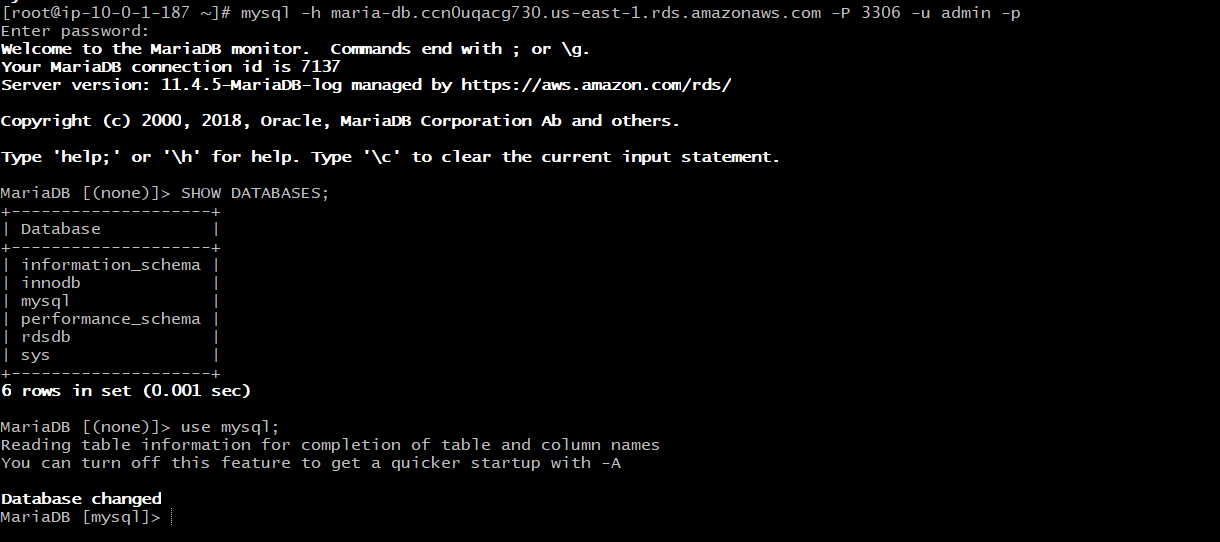 [root@ip-10-0-1-187 ~]# mysql -h maria-db.ccn0uqacg730.us-east-1.rds.amazonaws.com -P 3306 -u admin -p
Enter password:
Welcome to the MariaDB monitor.  Commands end with ; or \g.
Your MariaDB connection id is 7137
Server version: 11.4.5-MariaDB-log managed by https://aws.amazon.com/rds/
Copyright (c) 2000, 2018, Oracle, MariaDB Corporation Ab and others.
Type 'help;' or '\h' for help. Type '\c' to clear the current input statement.
MariaDB [(none)]> SHOW DATABASES;
+--------------------+
| Database           |
+--------------------+
| information_schema |
| innodb             |
| mysql              |
| performance_schema |
| rdsdb              |
| sys                |
+--------------------+
6 rows in set (0.001 sec)
MariaDB [(none)]> use mysql;
Reading table information for completion of table and column names
You can turn off this feature to get a quicker startup with -A
Database changed
MariaDB [mysql]>